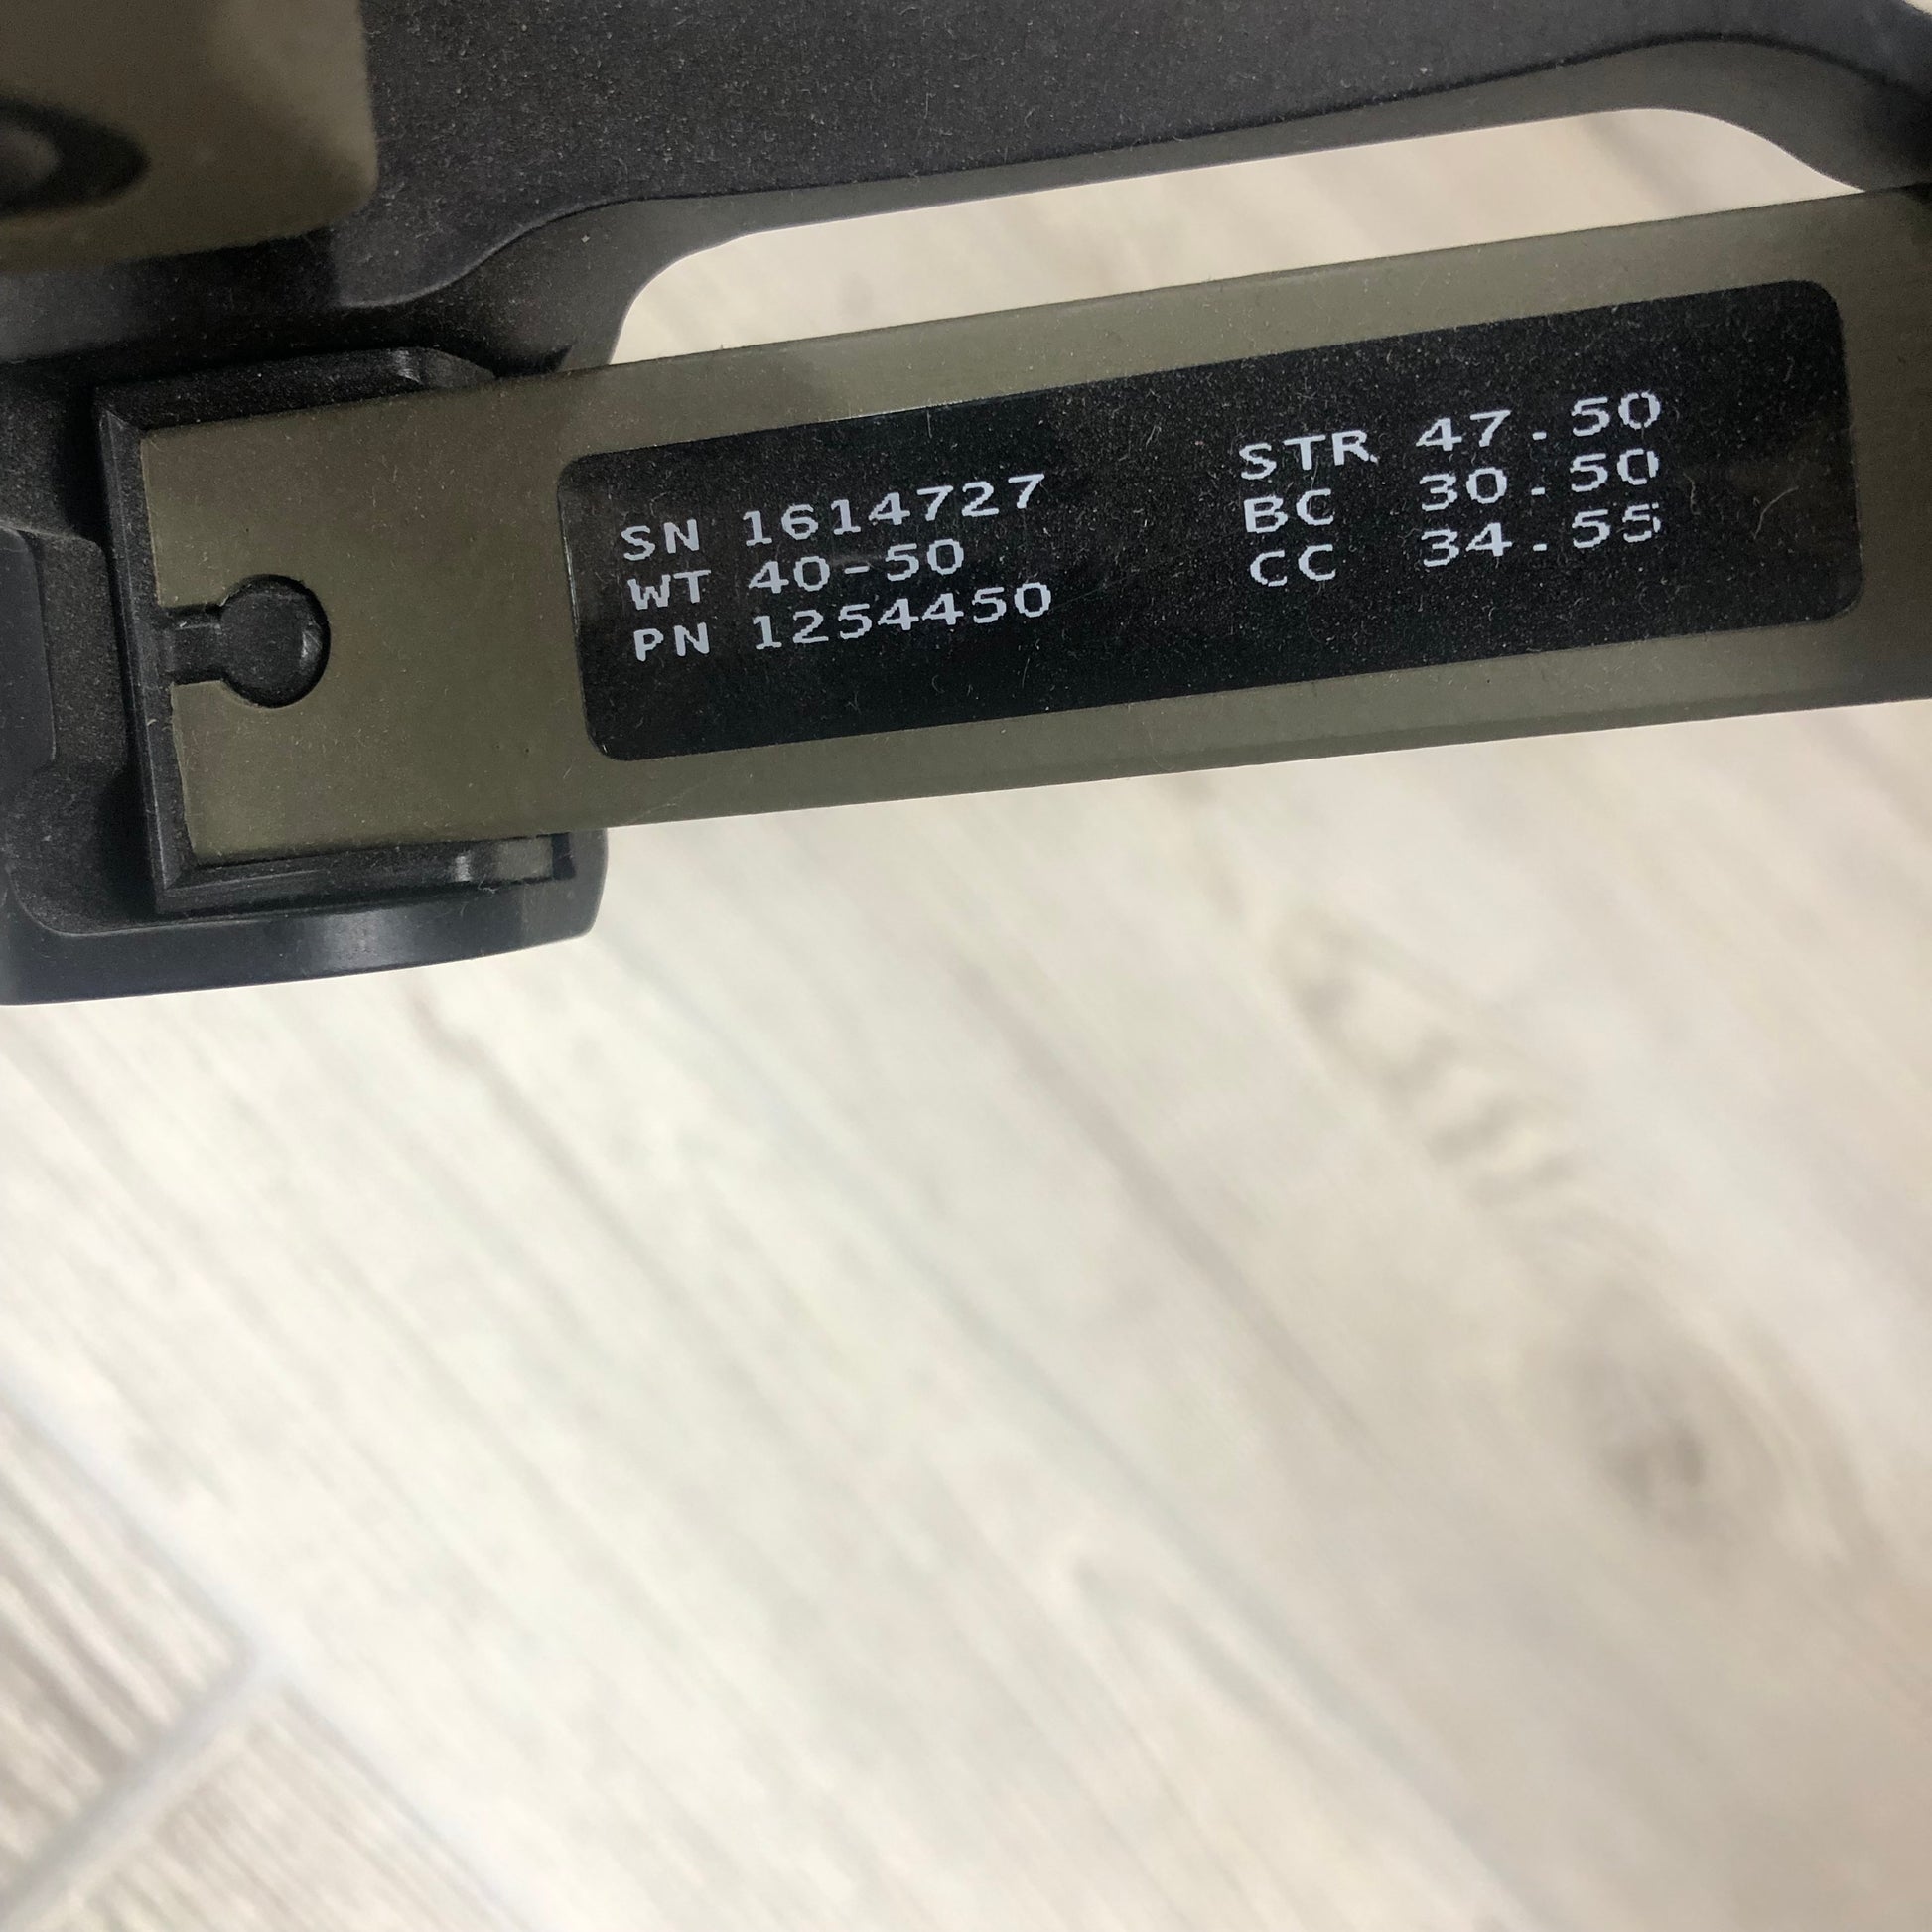 SN 1614727
WT 40-50
PN 1254450
STR 47.50
BC 30.50
CC 34.55